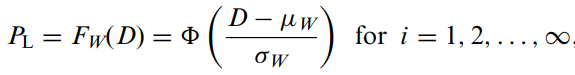 P_L = F_W(D) = Φ ( (D − μ_W) / σ_W ) for i = 1, 2, ..., ∞,